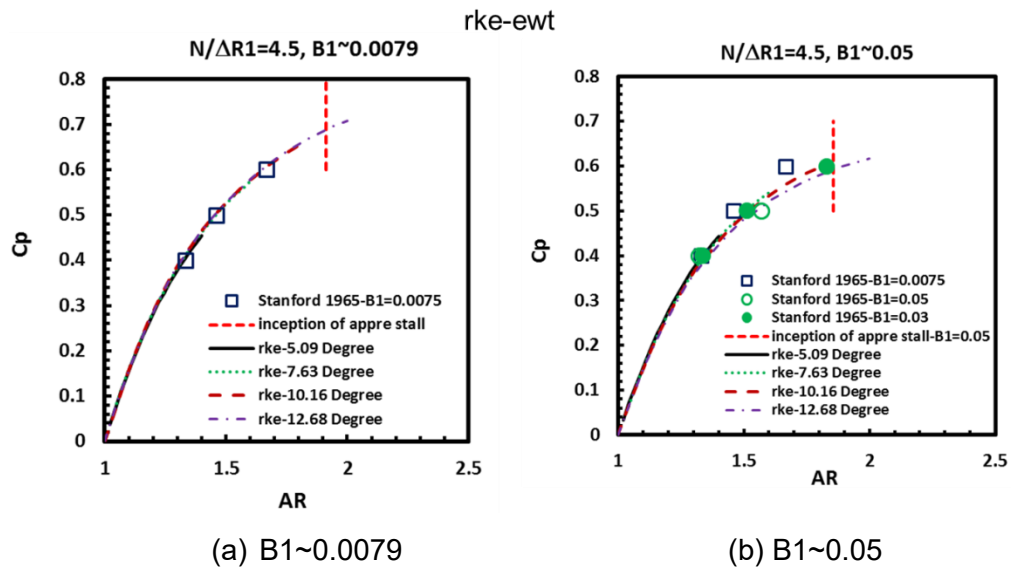 rke-ewt
N/ΔR1=4.5, B1~0.0079
0.8
0.7
0.6
0.5
0.4
0.3
0.2
0.1
0
Cp
Stanford 1965-B1=0.0075
inception of appre stall
rke-5.09 Degree
rke-7.63 Degree
rke-10.16 Degree
rke-12.68 Degree
1
1.5
2
2.5
AR
(a) B1~0.0079
N/ΔR1=4.5, B1~0.05
0.8
0.7
0.6
0.5
0.4
0.3
0.2
0.1
0
Cp
Stanford 1965-B1=0.0075
Stanford 1965-B1=0.05
Stanford 1965-B1=0.03
inception of appre stall-B1=0.05
rke-5.09 Degree
rke-7.63 Degree
rke-10.16 Degree
rke-12.68 Degree
1
1.5
2
2.5
AR
(b) B1~0.05